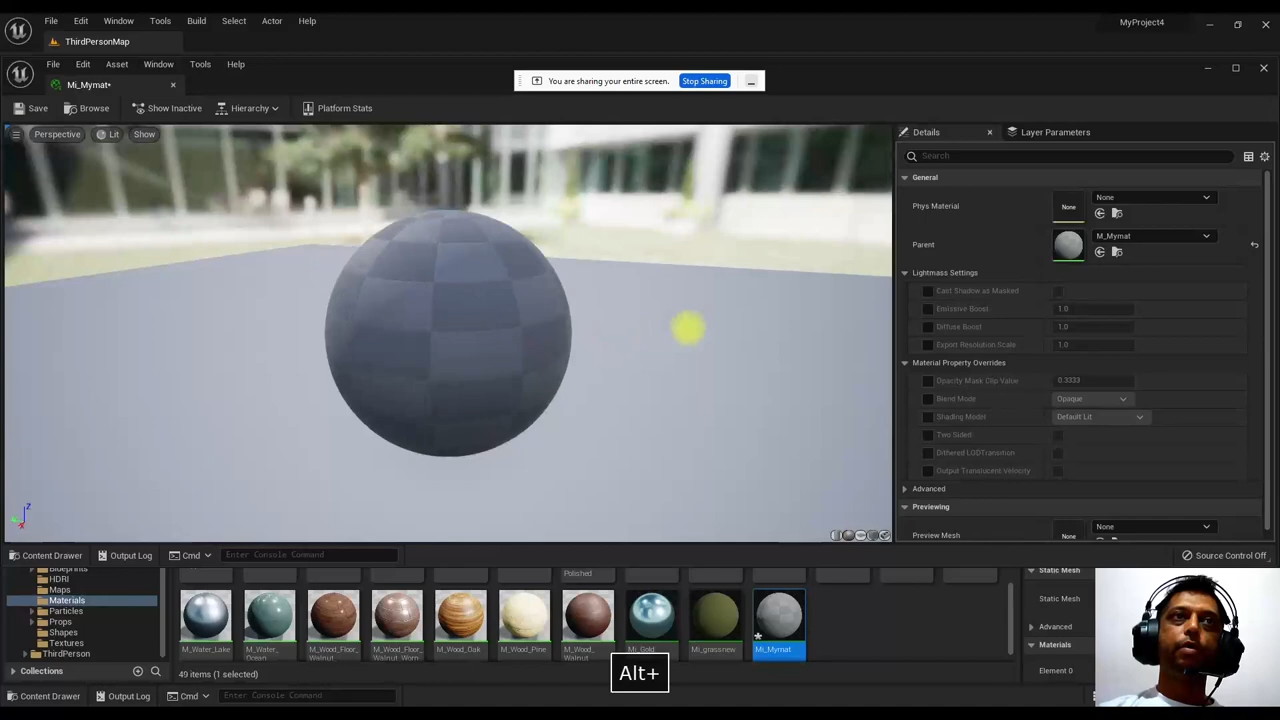 File Edit Window Tools Build Select Actor Help MyProject4
ThirdPersonMap
File Edit Asset Window Tools Help
Mi_Mymat•
You are sharing your entire screen. Stop Sharing
Save Browse Show Inactive Hierarchy Platform Stats
Perspective Lit Show
Details Layer Parameters
Search
General
Phys Material None None
Parent M_Mymat
Lightmass Settings
Cast Shadow as Masked
Emissive Boost 1.0
Diffuse Boost 1.0
Export Resolution Scale 1.0
Material Property Overrides
Opacity Mask Clip Value 0.3333
Blend Mode Opaque
Shading Model Default Lit
Two Sided
Dithered LODTransition
Output Translucent Velocity
Advanced
Previewing
Preview Mesh None None
Z
Content Drawer Output Log Cmd Enter Console Command Source Control Off
Blueprints
HDRI
Maps
Materials
Particles
Props
Shapes
Textures
ThirdPerson
Polished
M_Water_Lake M_Water_Ocean M_Wood_Floor_Walnut M_Wood_Floor_Walnut_Worn M_Wood_Oak M_Wood_Pine M_Wood_Walnut Mi_Gold Mi_grassnew Mi_Mymat
Static Mesh
Static Mesh
Advanced
Materials
Element 0
Collections 49 items (1 selected)
Alt+
Content Drawer Output Log Cmd Enter Console Command